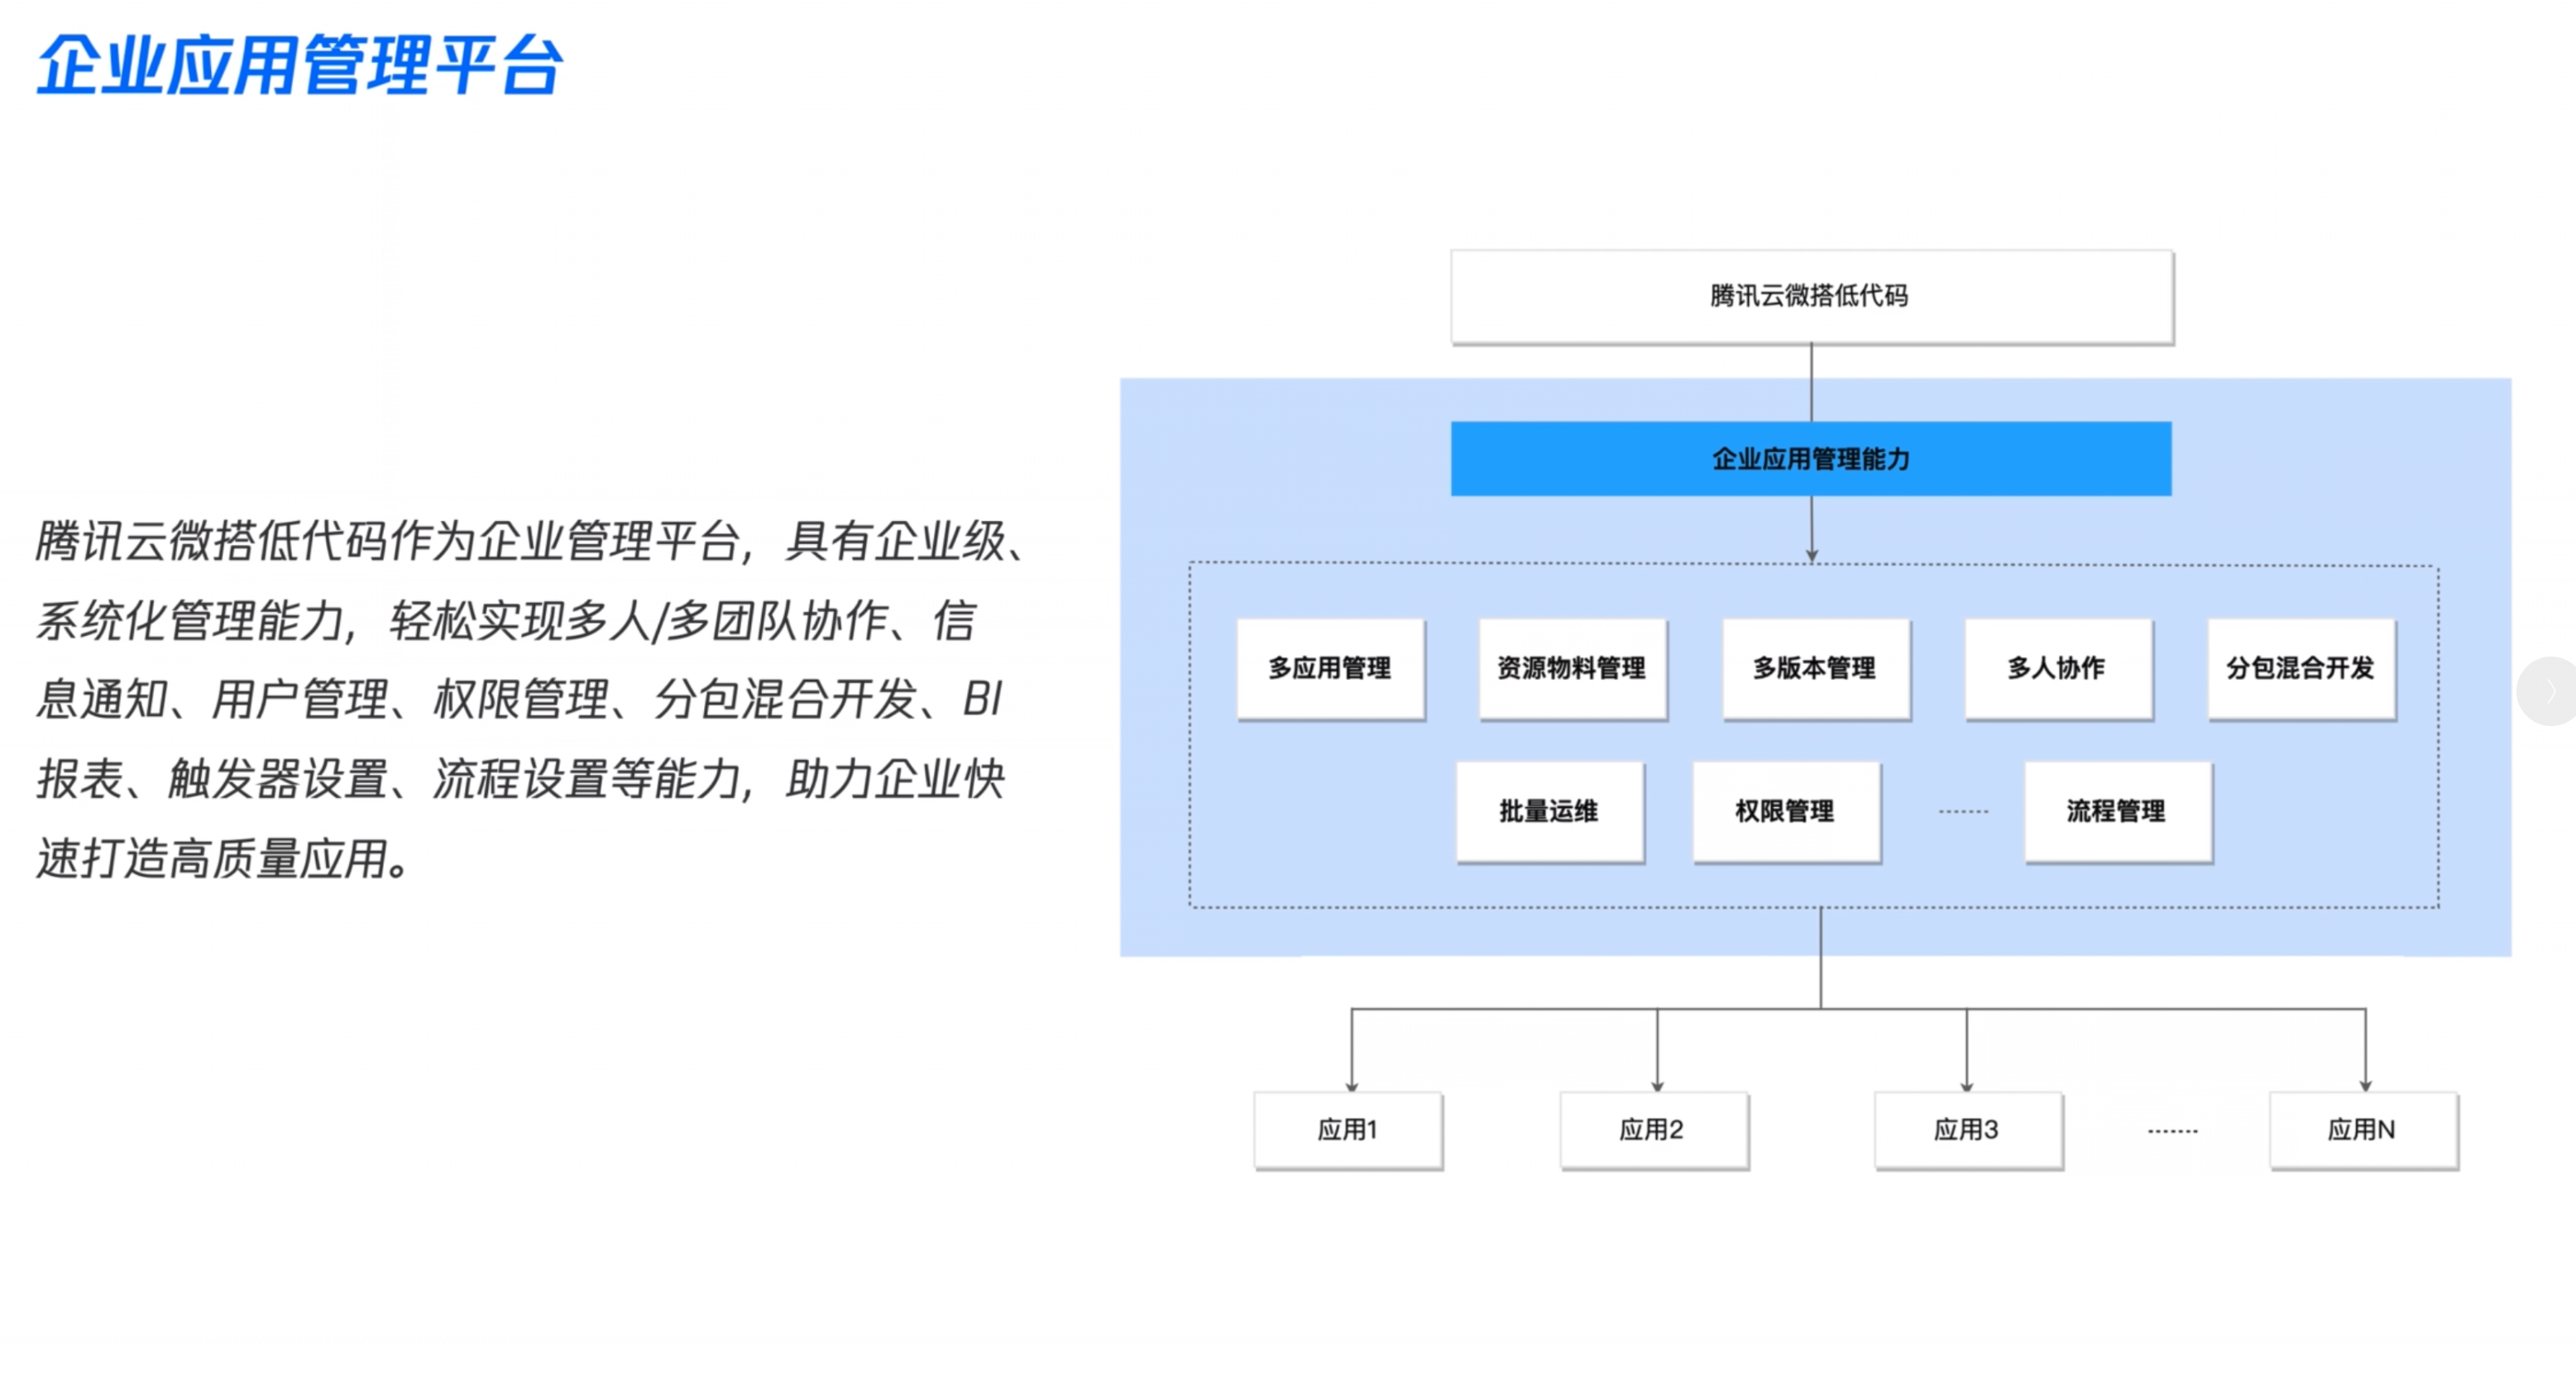 企业应用管理平台
腾讯云微搭低代码作为企业管理平台，具有企业级、
系统化管理能力，轻松实现多人/多团队协作、信
息通知、用户管理、权限管理、分包混合开发、BI
报表、触发器设置、流程设置等能力，助力企业快
速打造高质量应用。
腾讯云微搭低代码
企业应用管理能力
多应用管理
资源物料管理
多版本管理
多人协作
分包混合开发
批量运维
权限管理
流程管理
应用1
应用2
应用3
应用N